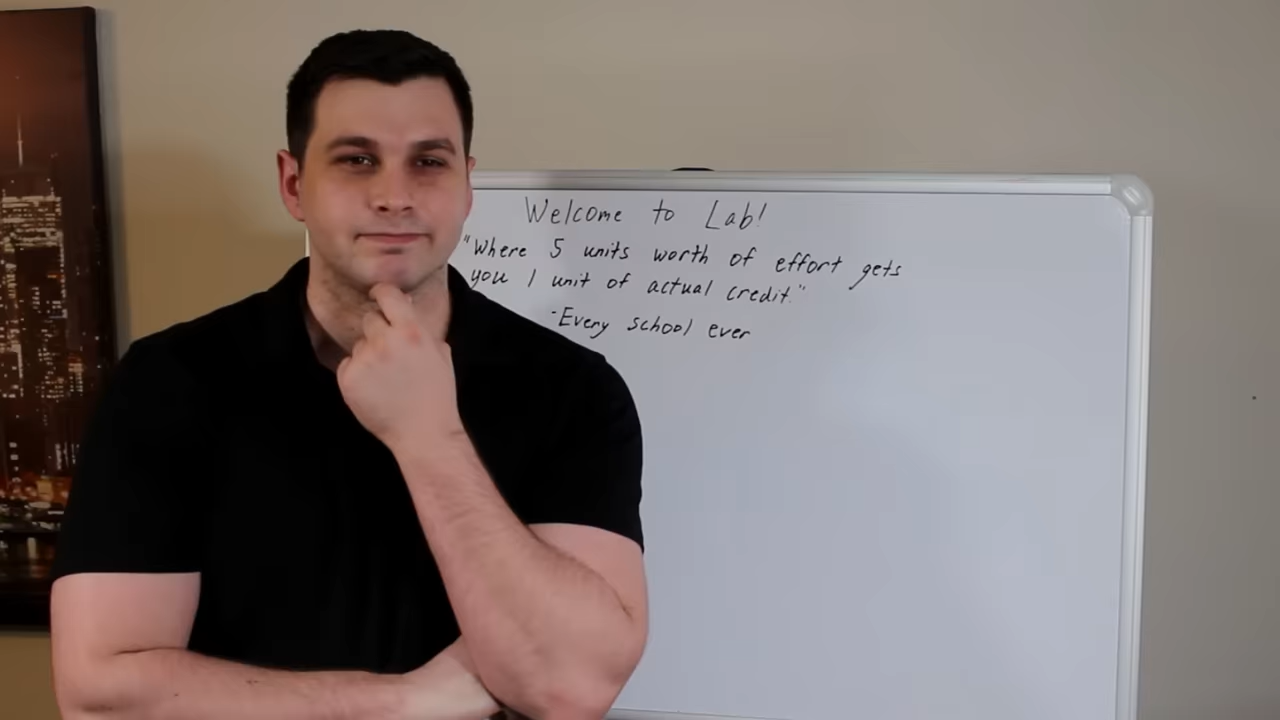 Welcome to Lab!
"Where 5 units worth of effort gets
you 1 unit of actual credit."
-Every school ever